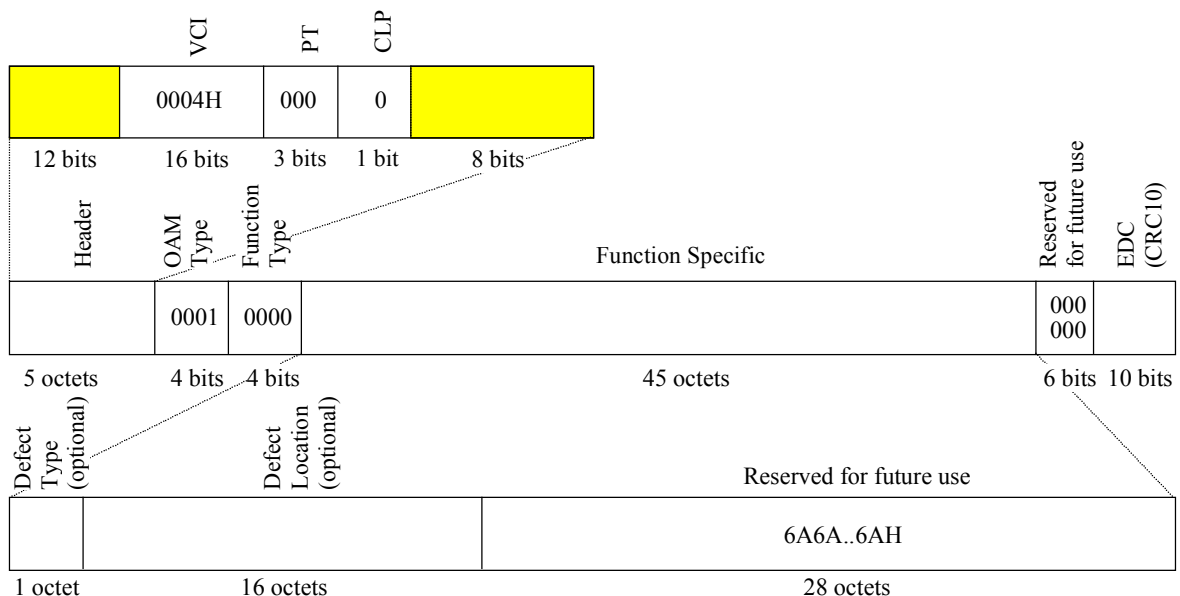 VCI
PT
CLP
0004H
000
0
12 bits
16 bits
3 bits
1 bit
8 bits
Header
OAM
Type
Function
Type
Function Specific
Reserved
for future use
EDC
(CRC10)
0001
0000
000
000
5 octets
4 bits
4 bits
45 octets
6 bits
10 bits
Defect
Type
(optional)
Defect
Location
(optional)
Reserved for future use
6A6A..6AH
1 octet
16 octets
28 octets